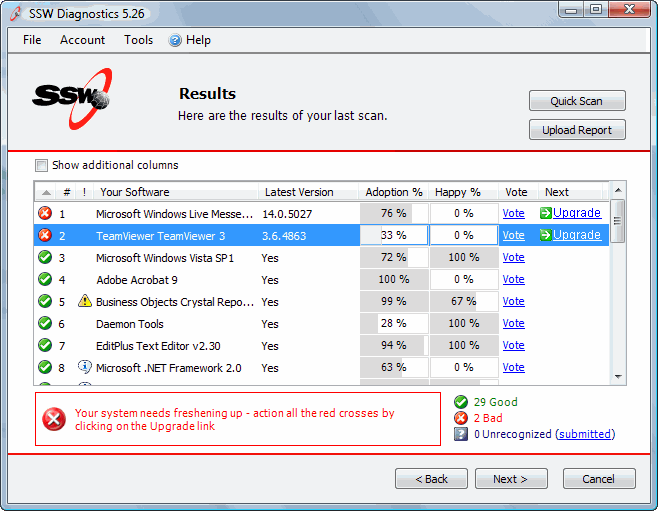 SSW Diagnostics 5.26
File Account Tools Help
SSW
Results
Here are the results of your last scan.
Quick Scan
Upload Report
Show additional columns
# ! Your Software Latest Version Adoption % Happy % Vote Next
1 Microsoft Windows Live Messe... 14.0.5027 76 % 0 % Vote Upgrade
2 TeamViewer TeamViewer 3 3.6.4863 33 % 0 % Vote Upgrade
3 Microsoft Windows Vista SP1 Yes 72 % 100 % Vote
4 Adobe Acrobat 9 Yes 100 % 0 % Vote
5 Business Objects Crystal Repo... Yes 99 % 67 % Vote
6 Daemon Tools Yes 28 % 100 % Vote
7 EditPlus Text Editor v2.30 Yes 94 % 100 % Vote
8 Microsoft .NET Framework 2.0 Yes 63 % 0 % Vote
Your system needs freshening up - action all the red crosses by
clicking on the Upgrade link
29 Good
2 Bad
0 Unrecognized (submitted)
< Back Next > Cancel